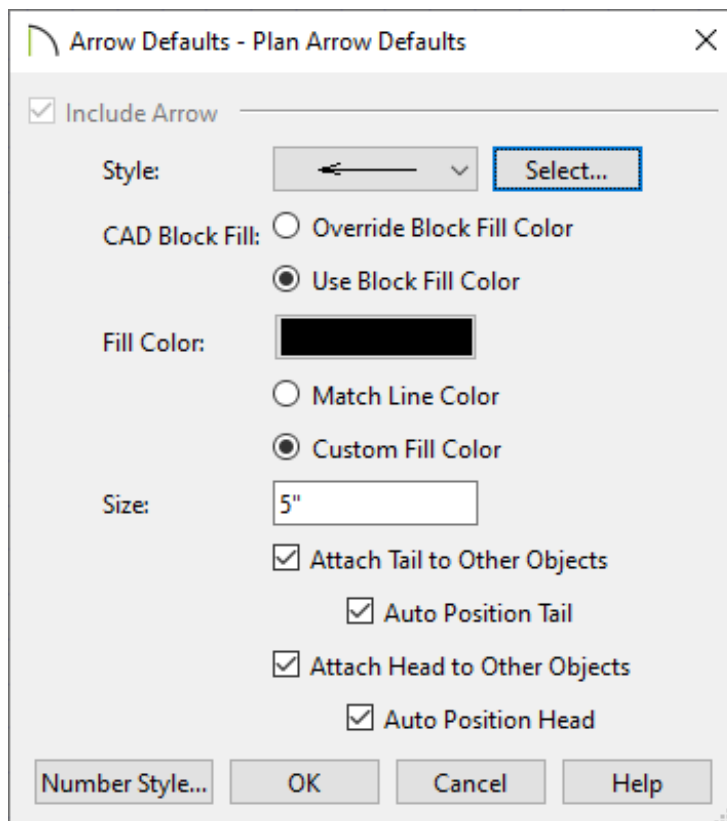 Arrow Defaults - Plan Arrow Defaults
Include Arrow
Style: Select...
CAD Block Fill: Override Block Fill Color
Use Block Fill Color
Fill Color:
Match Line Color
Custom Fill Color
Size: 5"
Attach Tail to Other Objects
Auto Position Tail
Attach Head to Other Objects
Auto Position Head
Number Style... OK Cancel Help